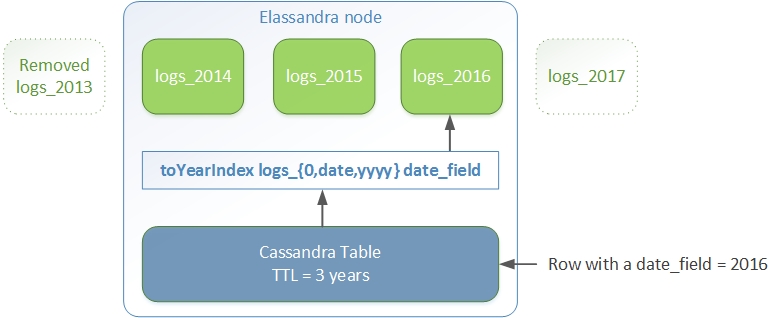 Elassandra node
Removed
logs_2013
logs_2014
logs_2015
logs_2016
logs_2017
toYearIndex logs_{0,date,yyyy} date_field
Cassandra Table
TTL = 3 years
Row with a date_field = 2016